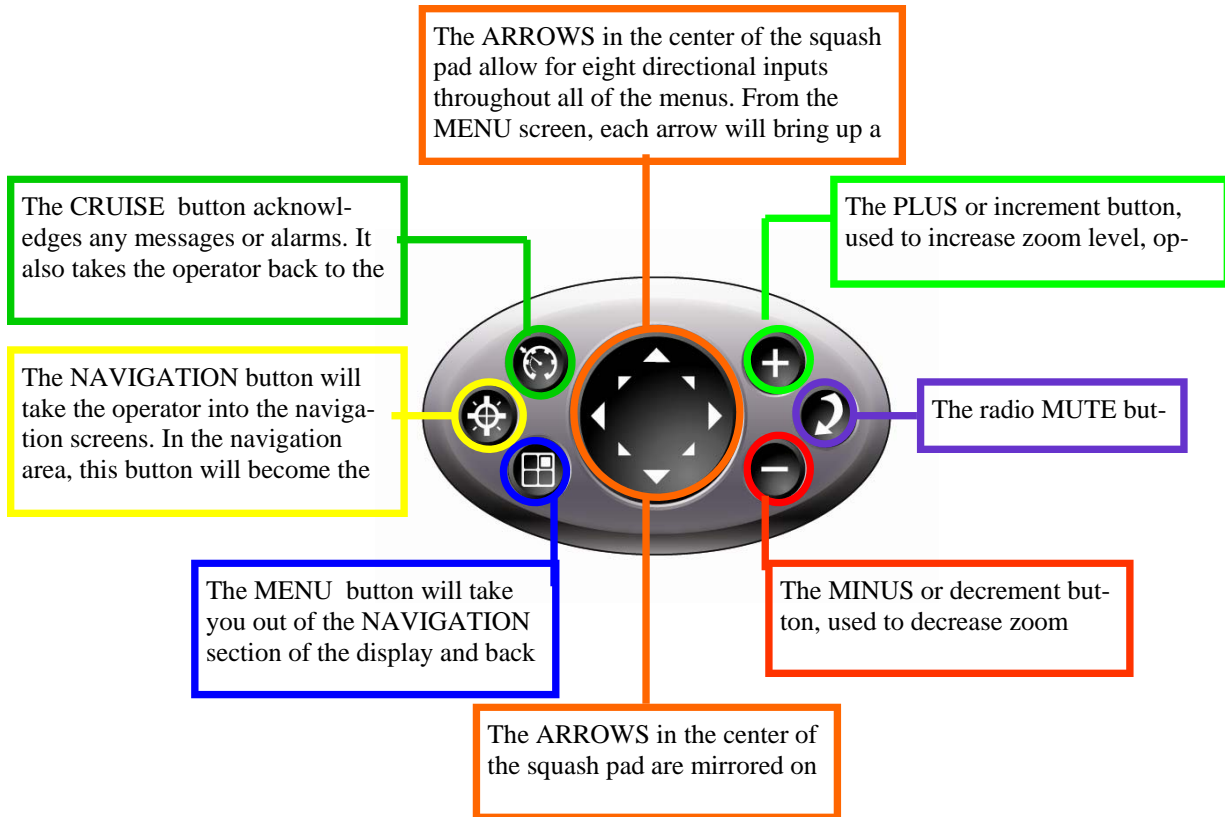 The ARROWS in the center of the squash
pad allow for eight directional inputs
throughout all of the menus. From the
MENU screen, each arrow will bring up a
The CRUISE  button acknowl-
edges any messages or alarms. It
also takes the operator back to the
The PLUS or increment button,
used to increase zoom level, op-
The NAVIGATION button will
take the operator into the naviga-
tion screens. In the navigation
area, this button will become the
The radio MUTE but-
The MENU  button will take
you out of the NAVIGATION
section of the display and back
The MINUS or decrement but-
ton, used to decrease zoom
The ARROWS in the center of
the squash pad are mirrored on